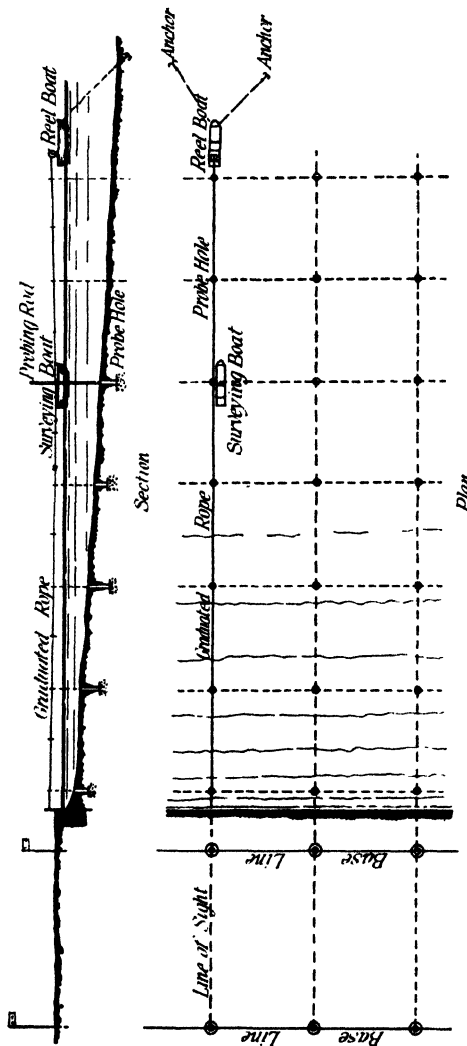 Graduated Rope
Surveying Boat
Probing Rod
Reel Boat
Probe Hole
Section
Anchor
Anchor
Reel Boat
Probe Hole
Surveying Boat
Rope
Graduated
Plan
Line of Sight
Line
Base
Line
Base